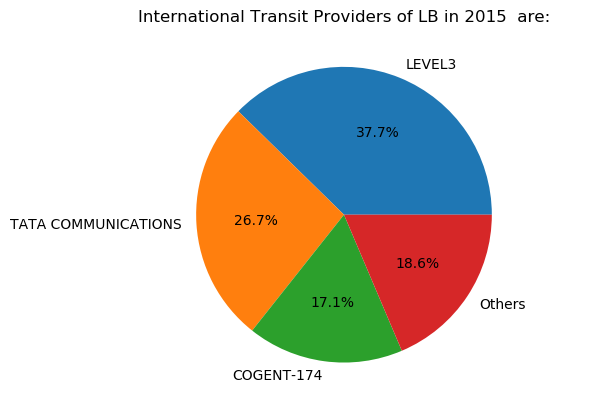 International Transit Providers of LB in 2015  are:
LEVEL3
37.7%
TATA COMMUNICATIONS
26.7%
17.1%
COGENT-174
18.6%
Others